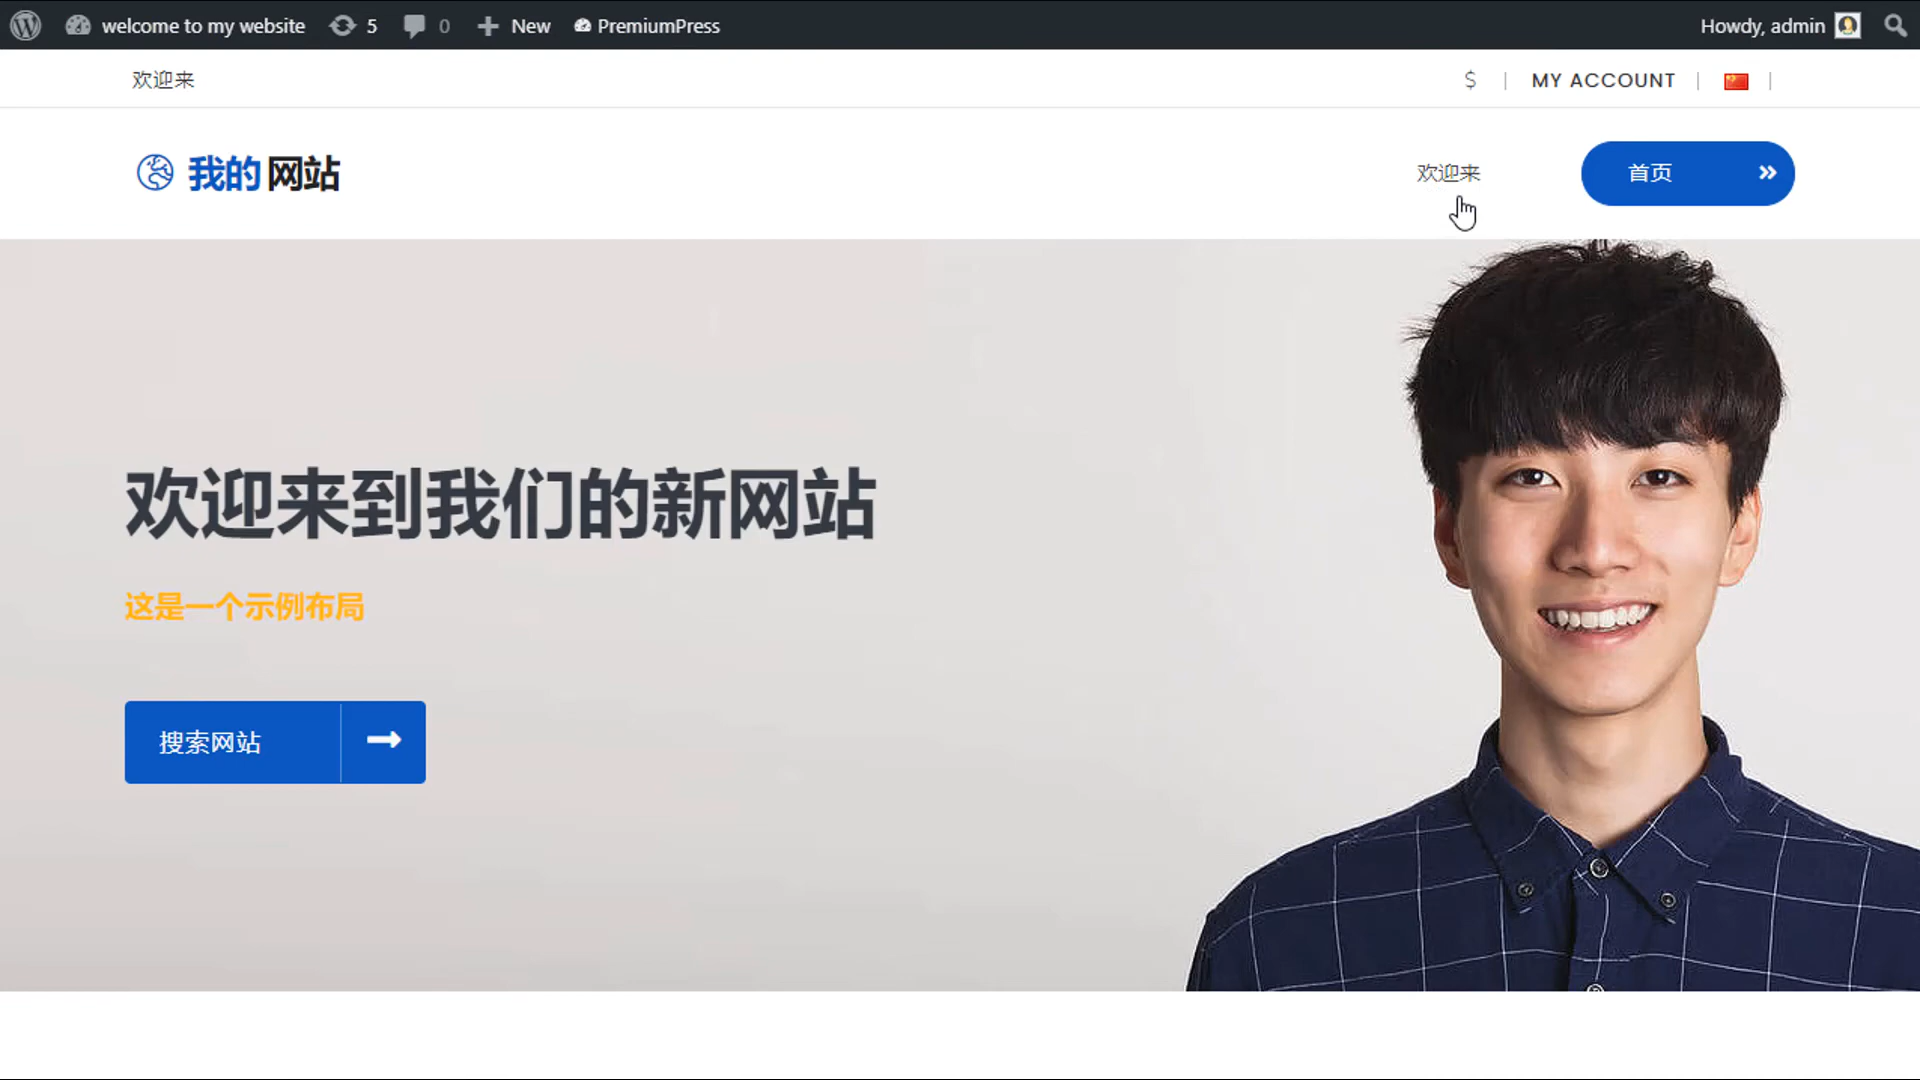 welcome to my website 5 0 New PremiumPress Howdy, admin
欢迎来 $ | MY ACCOUNT | |
我的网站 欢迎来 首页
欢迎来到我们的新网站
这是一个示例布局
搜索网站